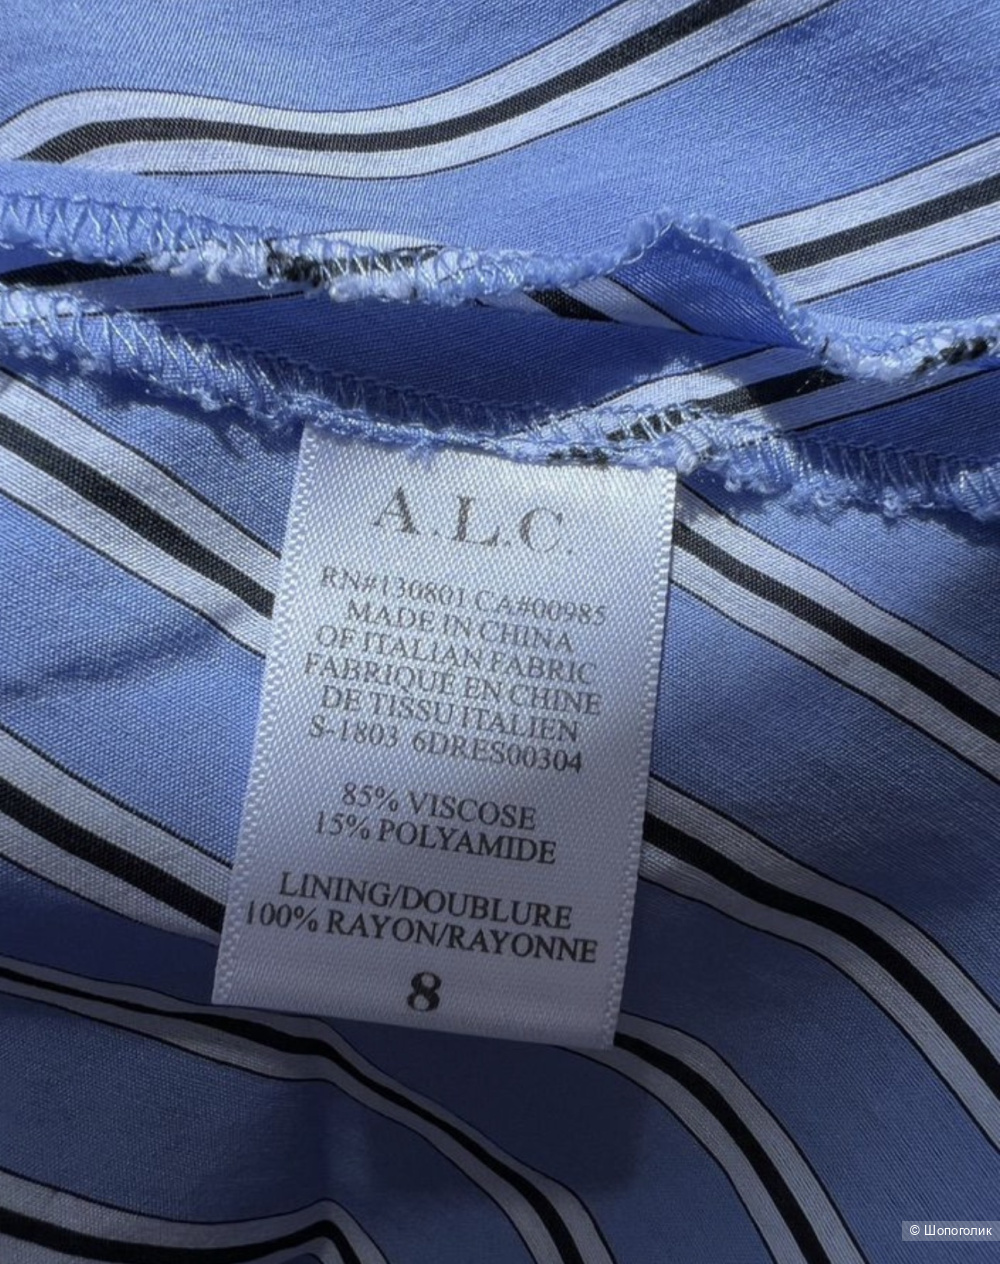 A.L.C.
RN#130801 CA#00985
MADE IN CHINA
OF ITALIAN FABRIC
FABRIQUÉ EN CHINE
DE TISSU ITALIEN
S-1803 6DRES00304
85% VISCOSE
15% POLYAMIDE
LINING/DOUBLURE
100% RAYON/RAYONNE
8
© Шопоголик